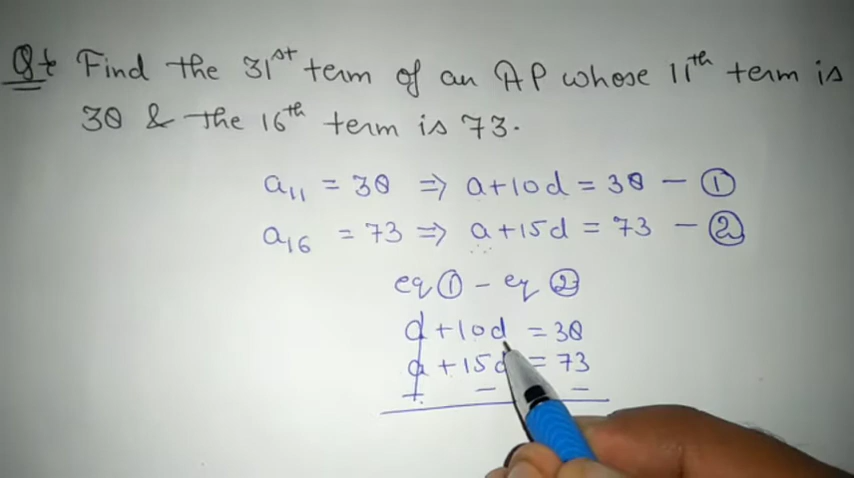 Qt Find the 31st term of an AP whose 11th term is
38 & the 16th term is 73.
a11 = 38 ⇒ a+10d = 38 — ①
a16 = 73 ⇒ a+15d = 73 — ②
eq ① - eq ②
a+10d = 38
a+15d = 73
- - -